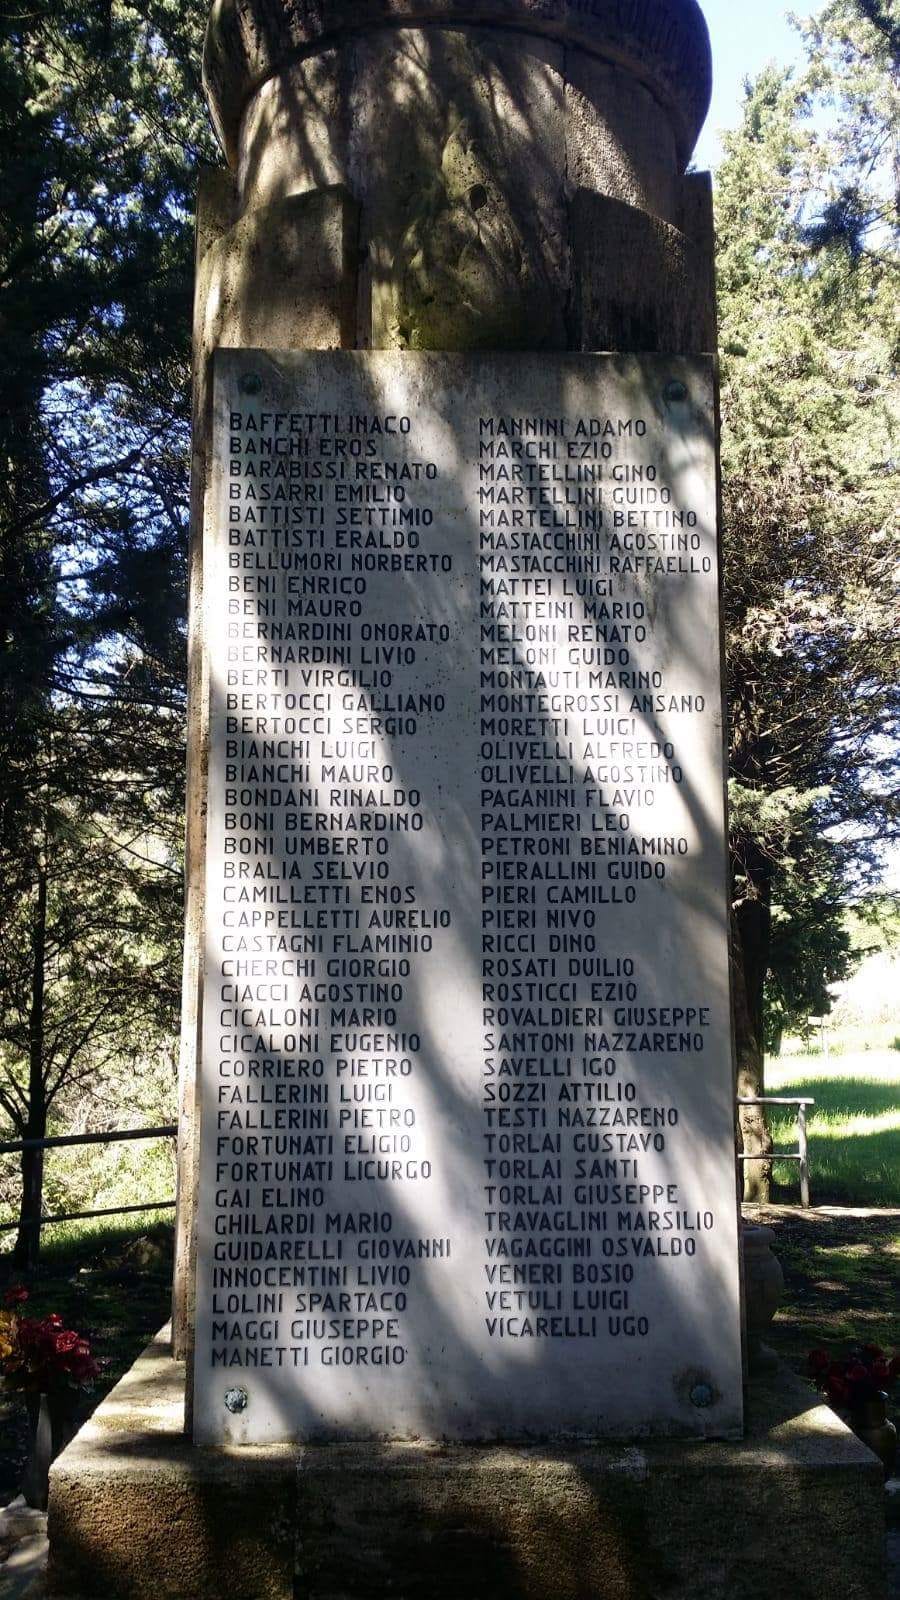 BAFFETTI INACO
BANCHI EROS
BARABISSI RENATO
BASARRI EMILIO
BATTISTI SETTIMIO
BATTISTI ERALDO
BELLUMORI NORBERTO
BENI ENRICO
BENI MAURO
BERNARDINI ONORATO
BERNARDINI LIVIO
BERTI VIRGILIO
BERTOCCI GALLIANO
BERTOCCI SERGIO
BIANCHI LUIGI
BIANCHI MAURO
BONDANI RINALDO
BONI BERNARDINO
BONI UMBERTO
BRALIA SELVIO
CAMILLETTI ENOS
CAPPELLETTI AURELIO
CASTAGNI FLAMINIO
CHERCHI GIORGIO
CIACCI AGOSTINO
CICALONI MARIO
CICALONI EUGENIO
CORRIERO PIETRO
FALLERINI LUIGI
FALLERINI PIETRO
FORTUNATI ELIGIO
FORTUNATI LICURGO
GAI ELINO
GHILARDI MARIO
GUIDARELLI GIOVANNI
INNOCENTINI LIVIO
LOLINI SPARTACO
MAGGI GIUSEPPE
MANETTI GIORGIO
MANNINI ADAMO
MARCHI EZIO
MARTELLINI GINO
MARTELLINI GUIDO
MARTELLINI BETTINO
MASTACCHINI AGOSTINO
MASTACCHINI RAFFAELLO
MATTEI LUIGI
MATTEINI MARIO
MELONI RENATO
MELONI GUIDO
MONTAUTI MARINO
MONTEGROSSI ANSANO
MORETTI LUIGI
OLIVELLI ALFREDO
OLIVELLI AGOSTINO
PAGANINI FLAVIO
PALMIERI LEO
PETRONI BENIAMINO
PIERALLINI GUIDO
PIERI CAMILLO
PIERI NIVO
RICCI DINO
ROSATI DUILIO
ROSTICCI EZIO
ROVALDIERI GIUSEPPE
SANTONI NAZZARENO
SAVELLI IGO
SOZZI ATTILIO
TESTI NAZZARENO
TORLAI GUSTAVO
TORLAI SANTI
TORLAI GIUSEPPE
TRAVAGLINI MARSILIO
VAGAGGINI OSVALDO
VENERI BOSIO
VETULI LUIGI
VICARELLI UGO